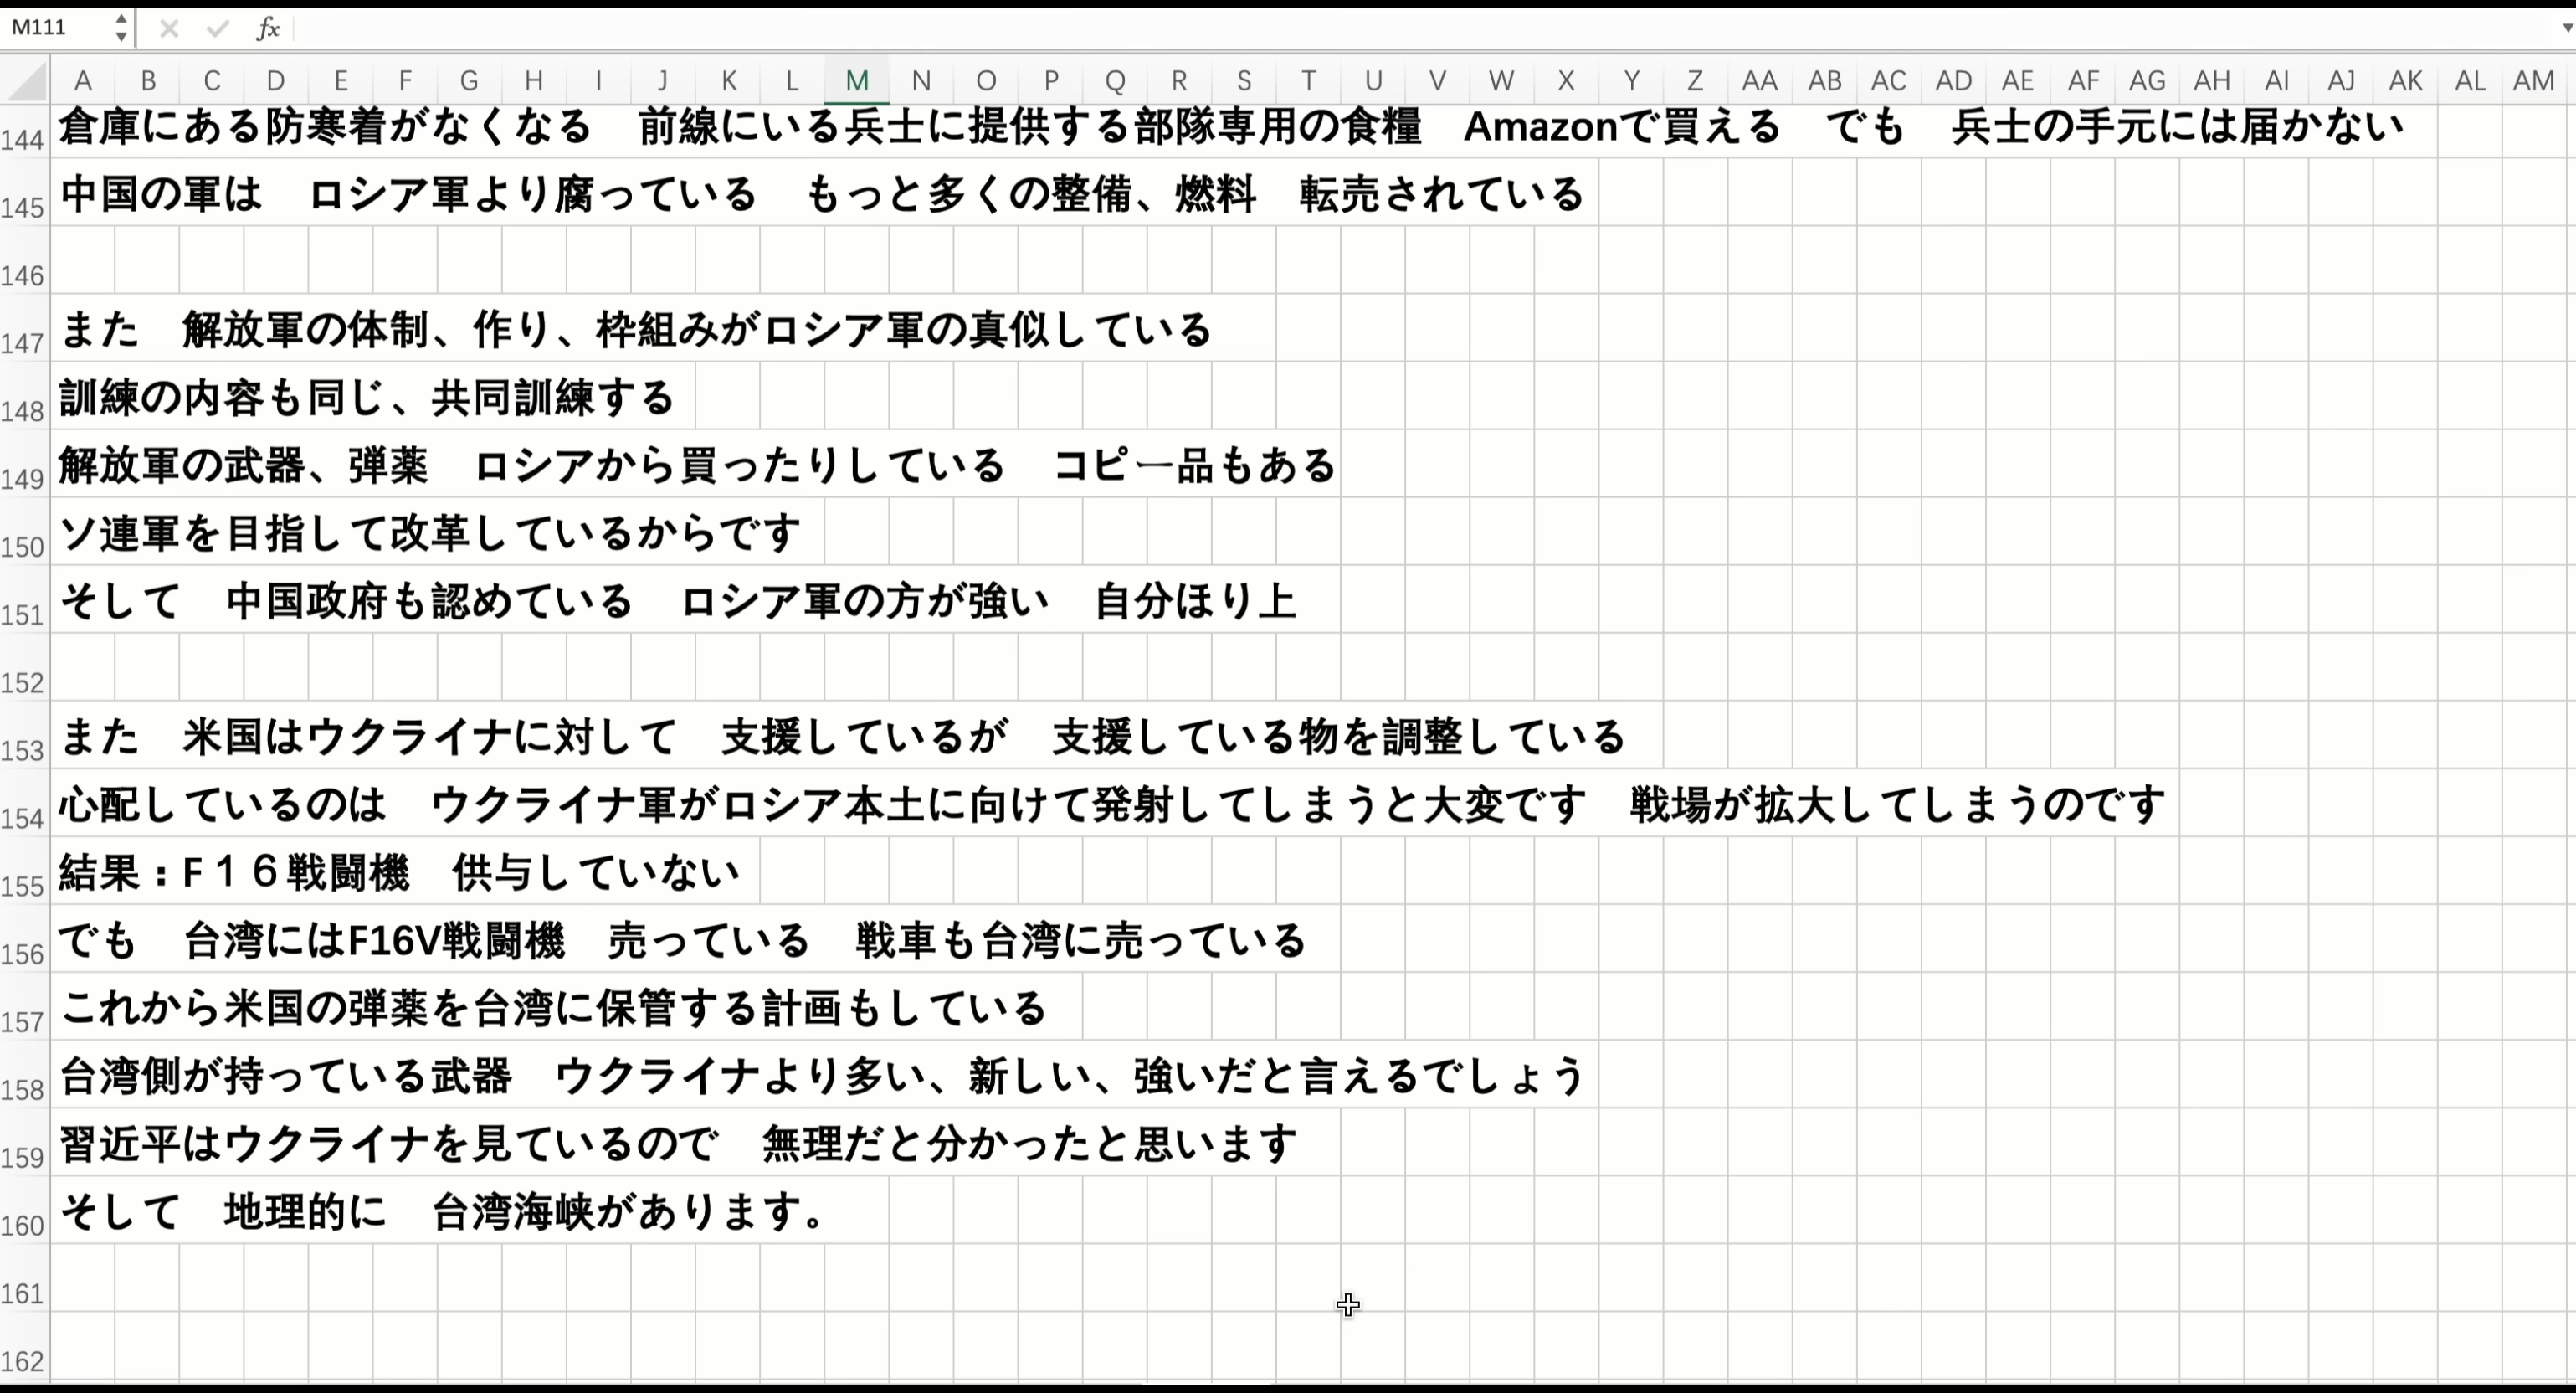 M111 fx
A B C D E F G H I J K L M N O P Q R S T U V W X Y Z AA AB AC AD AE AF AG AH AI AJ AK AL AM
144 倉庫にある防寒着がなくなる　前線にいる兵士に提供する部隊専用の食糧　Amazonで買える　でも　兵士の手元には届かない
145 中国の軍は　ロシア軍より腐っている　もっと多くの整備、燃料　転売されている
146
147 また　解放軍の体制、作り、枠組みがロシア軍の真似している
148 訓練の内容も同じ、共同訓練する
149 解放軍の武器、弾薬　ロシアから買ったりしている　コピー品もある
150 ソ連軍を目指して改革しているからです
151 そして　中国政府も認めている　ロシア軍の方が強い　自分ほり上
152
153 また　米国はウクライナに対して　支援しているが　支援している物を調整している
154 心配しているのは　ウクライナ軍がロシア本土に向けて発射してしまうと大変です　戦場が拡大してしまうのです
155 結果：F１６戦闘機　供与していない
156 でも　台湾にはF16V戦闘機　売っている　戦車も台湾に売っている
157 これから米国の弾薬を台湾に保管する計画もしている
158 台湾側が持っている武器　ウクライナより多い、新しい、強いだと言えるでしょう
159 習近平はウクライナを見ているので　無理だと分かったと思います
160 そして　地理的に　台湾海峡があります。
161
162